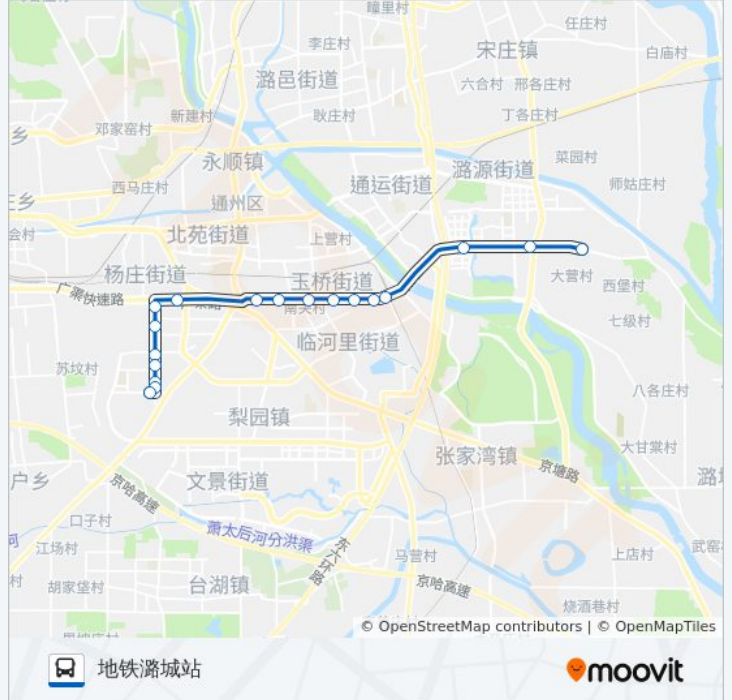 瞳里村
任庄村
李庄村
宋庄镇
白庙村
潞邑街道
六合村
邢各庄村
新建村
耿庄村
丁各庄村
乡
邓家窑村
永顺镇
潞源街道
菜园村
西马庄村
通运街道
师姑庄村
通州区
北苑街道
上营村
会村
杨庄街道
玉桥街道
大营村
西堡村
广渠快速路
南关村
七级村
临河里街道
苏坟村
八各庄村
梨园镇
张家湾镇
大甘棠村
京塘路
户乡
文景街道
京哈高速
口子村
萧太后河分洪渠
河
江场村
东六环路
马营村
上店村
武窑
村
胡家垡村
台湖镇
京哈高速
烧酒巷村
© OpenStreetMap contributors | © OpenMapTiles
地铁潞城站
moovit